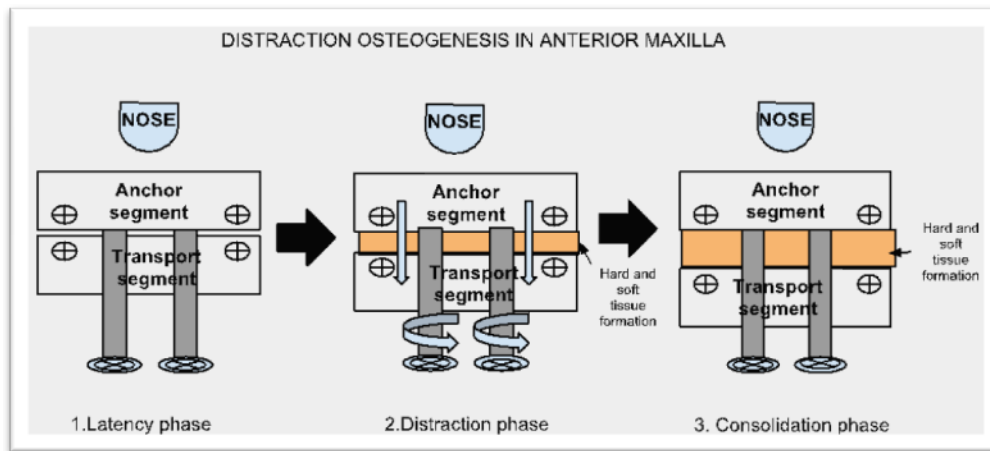 DISTRACTION OSTEOGENESIS IN ANTERIOR MAXILLA
NOSE
Anchor
segment
Transport
segment
1.Latency phase
NOSE
Anchor
segment
Transport
segment
Hard and
soft
tissue
formation
2.Distraction phase
NOSE
Anchor
segment
Transport
segment
Hard and
soft
tissue
formation
3. Consolidation phase